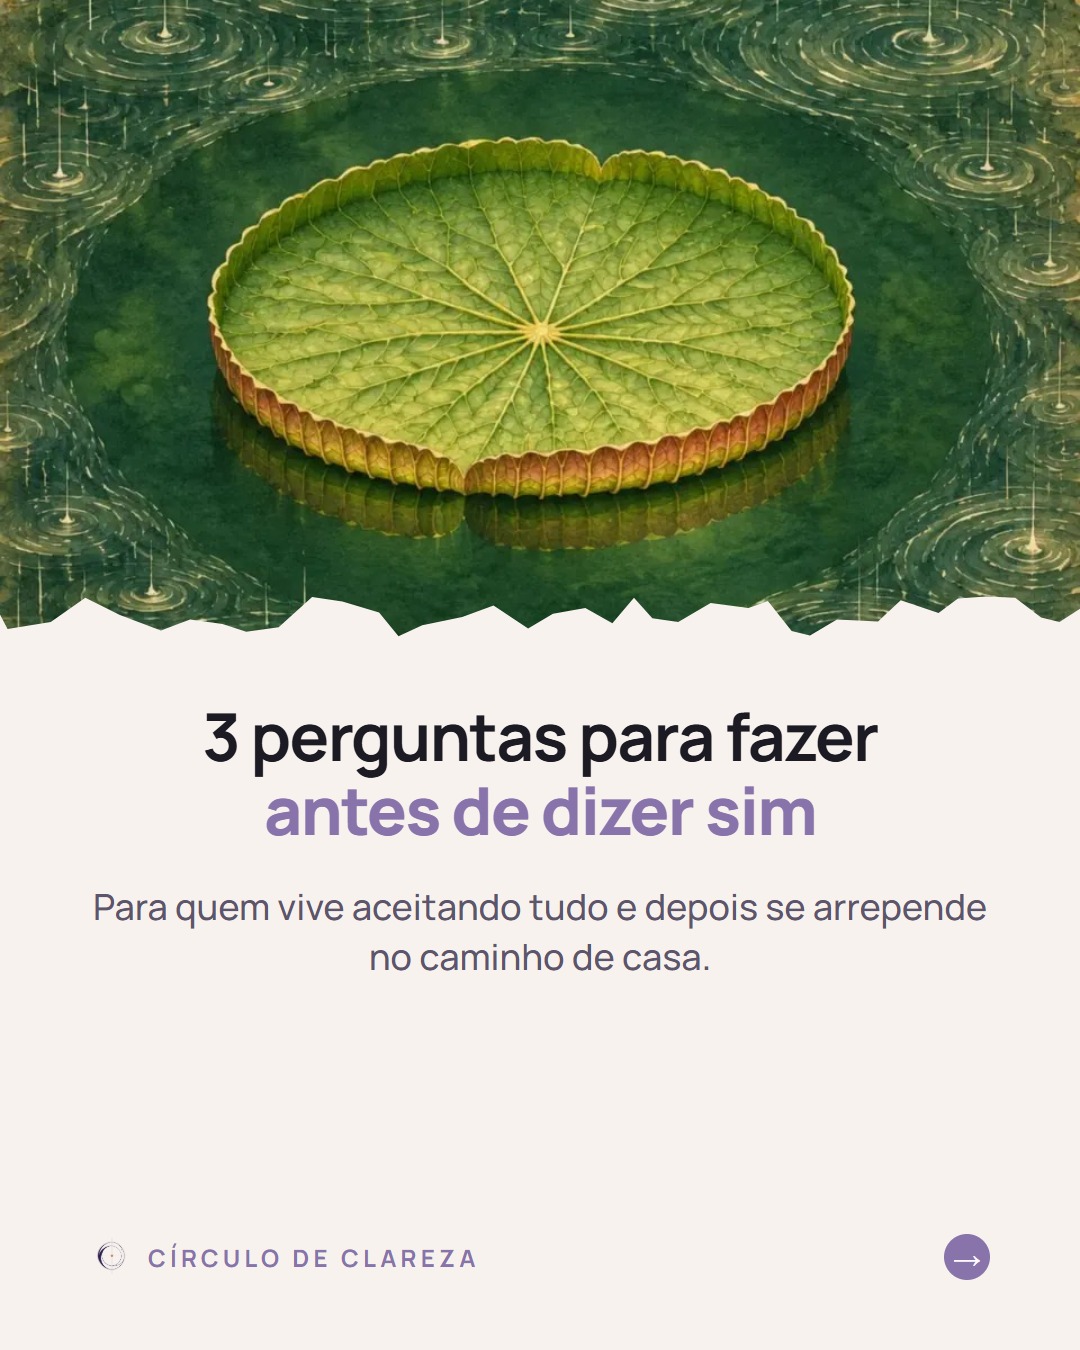 3 perguntas para fazer
antes de dizer sim
Para quem vive aceitando tudo e depois se arrepende
no caminho de casa.
CÍRCULO DE CLAREZA
→